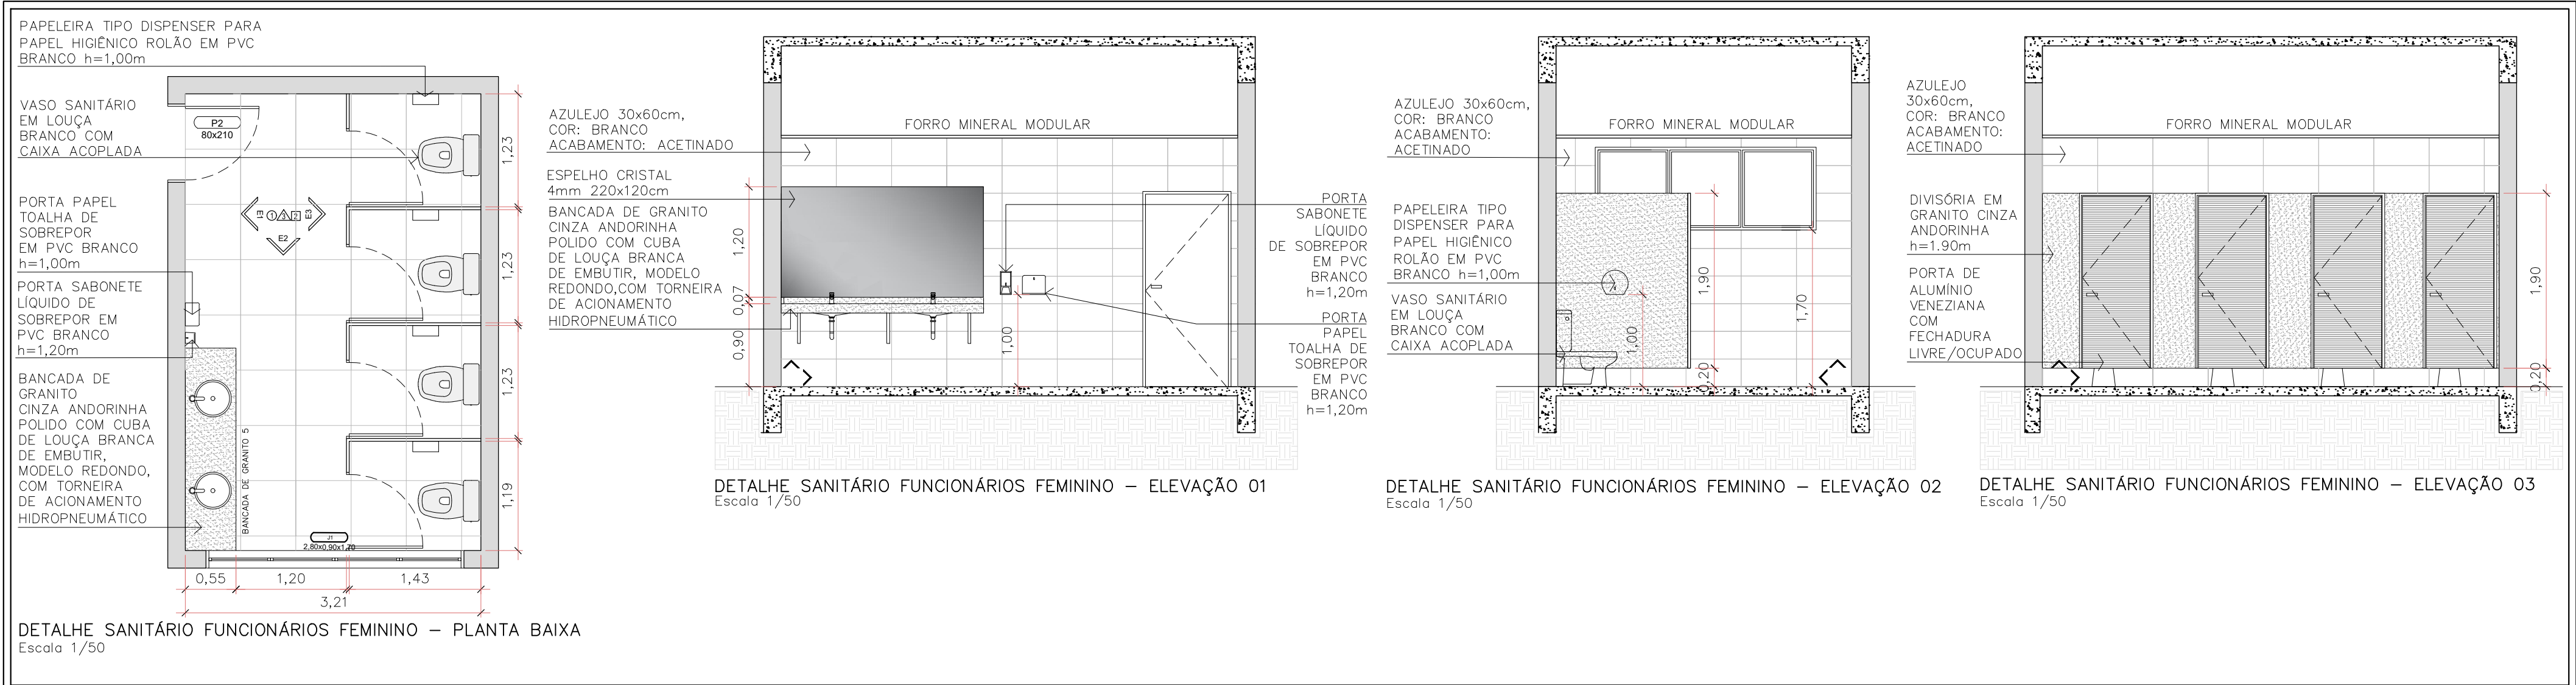 PAPELEIRA TIPO DISPENSER PARA
PAPEL HIGIÊNICO ROLÃO EM PVC
BRANCO h=1,00m
VASO SANITÁRIO
EM LOUÇA
BRANCO COM
CAIXA ACOPLADA
PORTA PAPEL
TOALHA DE
SOBREPOR
EM PVC BRANCO
h=1,00m
PORTA SABONETE
LÍQUIDO DE
SOBREPOR EM
PVC BRANCO
h=1,20m
BANCADA DE
GRANITO
CINZA ANDORINHA
POLIDO COM CUBA
DE LOUÇA BRANCA
DE EMBUTIR,
MODELO REDONDO,
COM TORNEIRA
DE ACIONAMENTO
HIDROPNEUMÁTICO
P2
80x210
E1
1
3
2
E3
E2
BANCADA DE GRANITO 5
J1
2,80x0,90x1,70
1,23
1,23
1,23
1,19
0,55
1,20
1,43
3,21
DETALHE SANITÁRIO FUNCIONÁRIOS FEMININO – PLANTA BAIXA
Escala 1/50
AZULEJO 30x60cm,
COR: BRANCO
ACABAMENTO: ACETINADO
ESPELHO CRISTAL
4mm 220x120cm
BANCADA DE GRANITO
CINZA ANDORINHA
POLIDO COM CUBA
DE LOUÇA BRANCA
DE EMBUTIR, MODELO
REDONDO,COM TORNEIRA
DE ACIONAMENTO
HIDROPNEUMÁTICO
FORRO MINERAL MODULAR
1,20
0,07
0,90
1,00
PORTA
SABONETE
LÍQUIDO
DE SOBREPOR
EM PVC
BRANCO
h=1,20m
PORTA
PAPEL
TOALHA DE
SOBREPOR
EM PVC
BRANCO
h=1,20m
DETALHE SANITÁRIO FUNCIONÁRIOS FEMININO – ELEVAÇÃO 01
Escala 1/50
AZULEJO 30x60cm,
COR: BRANCO
ACABAMENTO:
ACETINADO
PAPELEIRA TIPO
DISPENSER PARA
PAPEL HIGIÊNICO
ROLÃO EM PVC
BRANCO h=1,00m
VASO SANITÁRIO
EM LOUÇA
BRANCO COM
CAIXA ACOPLADA
FORRO MINERAL MODULAR
1,00
1,90
0,20
1,70
DETALHE SANITÁRIO FUNCIONÁRIOS FEMININO – ELEVAÇÃO 02
Escala 1/50
AZULEJO
30x60cm,
COR: BRANCO
ACABAMENTO:
ACETINADO
DIVISÓRIA EM
GRANITO CINZA
ANDORINHA
h=1.90m
PORTA DE
ALUMÍNIO
VENEZIANA
COM
FECHADURA
LIVRE/OCUPADO
FORRO MINERAL MODULAR
1,90
0,20
DETALHE SANITÁRIO FUNCIONÁRIOS FEMININO – ELEVAÇÃO 03
Escala 1/50